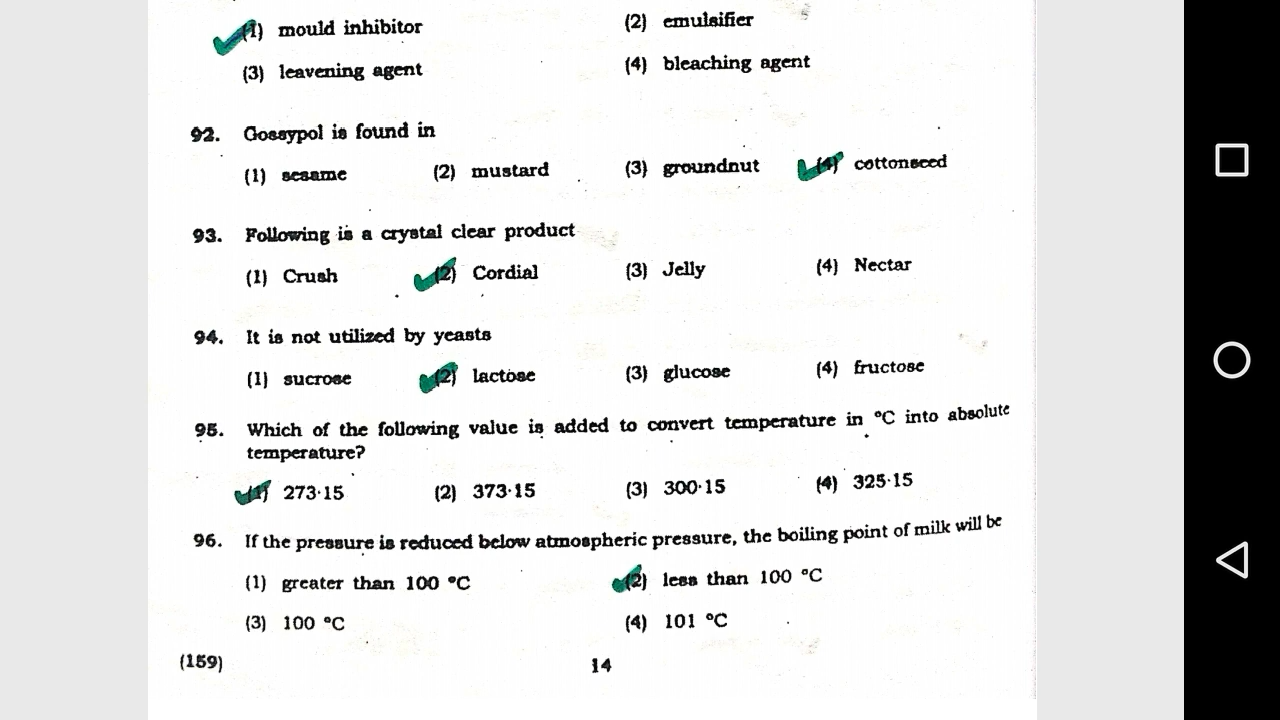 (1) mould inhibitor (2) emulsifier
(3) leavening agent (4) bleaching agent
92. Gossypol is found in
(1) sesame (2) mustard (3) groundnut (4) cottonseed
93. Following is a crystal clear product
(1) Crush (2) Cordial (3) Jelly (4) Nectar
94. It is not utilized by yeasts
(1) sucrose (2) lactose (3) glucose (4) fructose
95. Which of the following value is added to convert temperature in °C into absolute
temperature?
(1) 273·15 (2) 373·15 (3) 300·15 (4) 325·15
96. If the pressure is reduced below atmospheric pressure, the boiling point of milk will be
(1) greater than 100 °C (2) less than 100 °C
(3) 100 °C (4) 101 °C
(159) 14